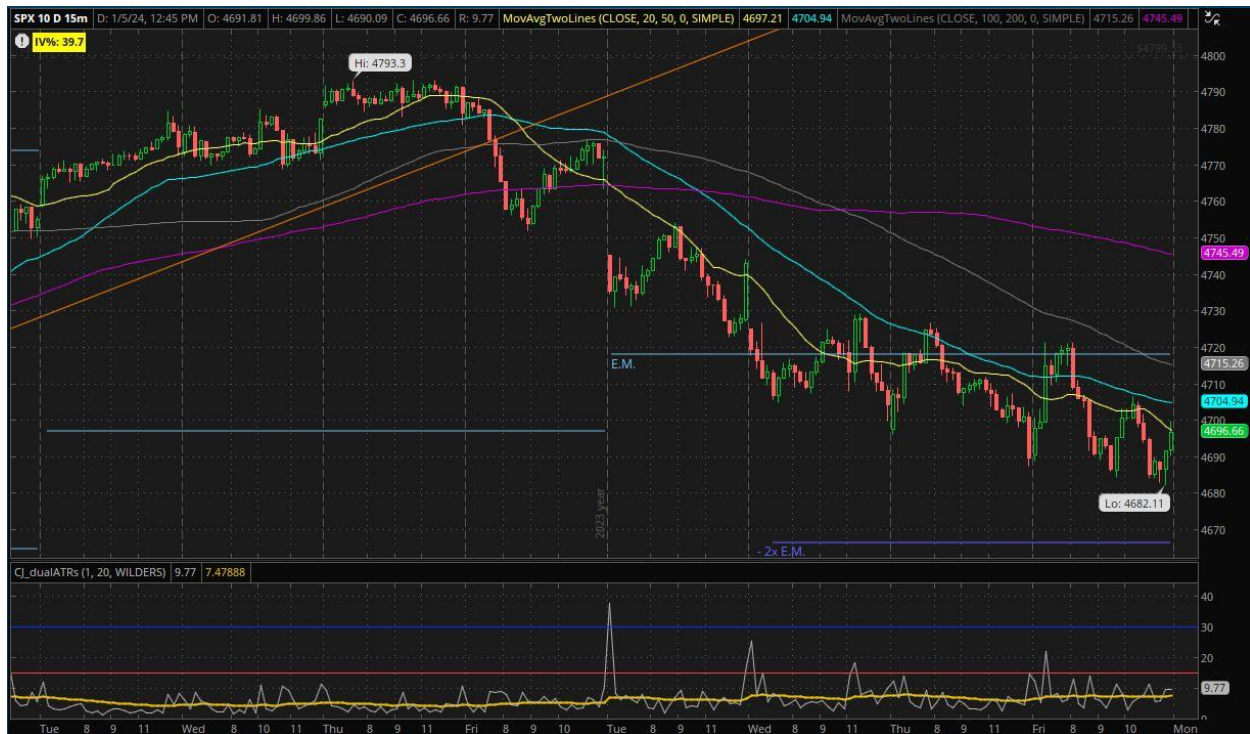 SPX 10 D 15m D: 1/5/24, 12:45 PM O: 4691.81 H: 4699.86 L: 4690.09 C: 4696.66 R: 9.77 MovAvgTwoLines (CLOSE, 20, 50, 0, SIMPLE) 4697.21 4704.94 MovAvgTwoLines (CLOSE, 100, 200, 0, SIMPLE) 4715.26 4745.49
IV%: 39.7
Hi: 4793.3
4800
4790
4780
4770
4760
4750
4745.49
4740
4730
4720
E.M.
4715.26
4710
4704.94
4700
4696.66
4690
4680
Lo: 4682.11
2023 year
4670
- 2x E.M.
CJ_dualATRs (1, 20, WILDERS) 9.77 7.47888
40
30
20
9.77
0
Tue 8 9 11 Wed 8 9 10 Thu 8 9 11 Fri 8 9 10 Tue 8 9 11 Wed 8 9 11 Thu 8 9 11 Fri 8 9 10 Mon